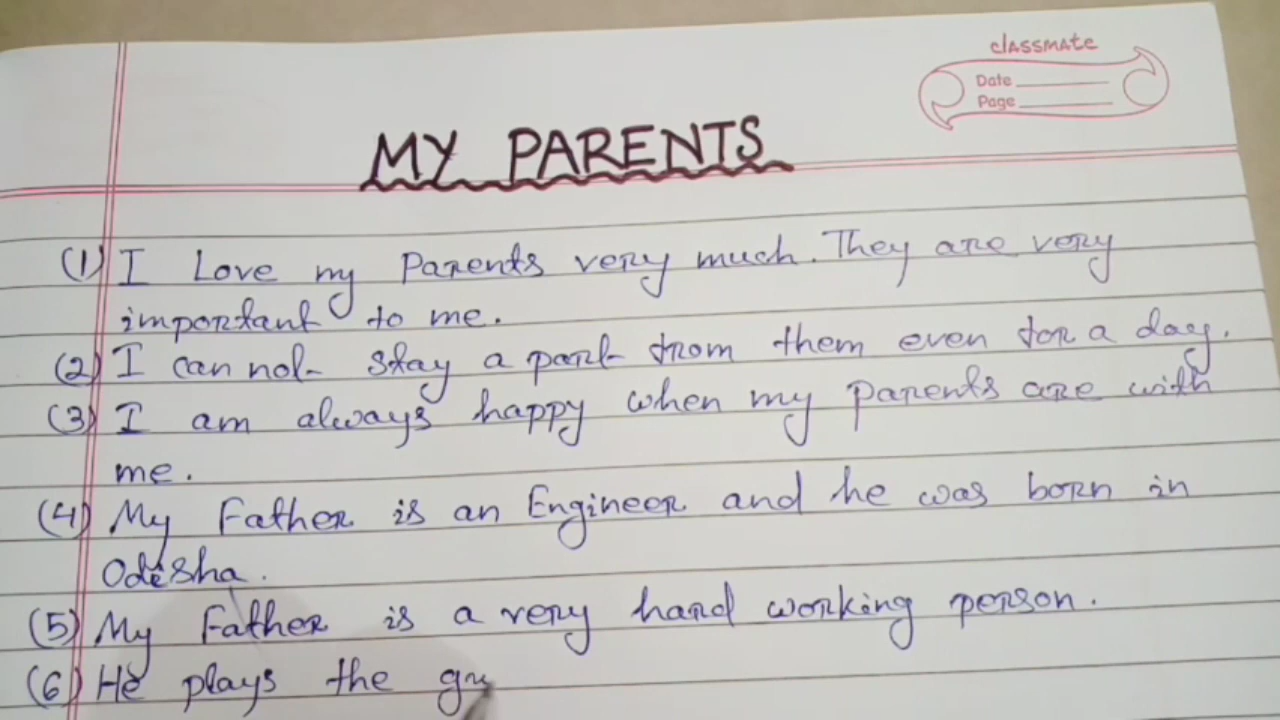 classmate
Date
Page
MY PARENTS
(1) I Love my Parents very much. They are very
important to me.
(2) I can not stay a part from them even for a day.
(3) I am always happy when my parents are with
me.
(4) My Father is an Engineer and he was born in
Odisha.
(5) My Father is a very hard working person.
(6) He plays the